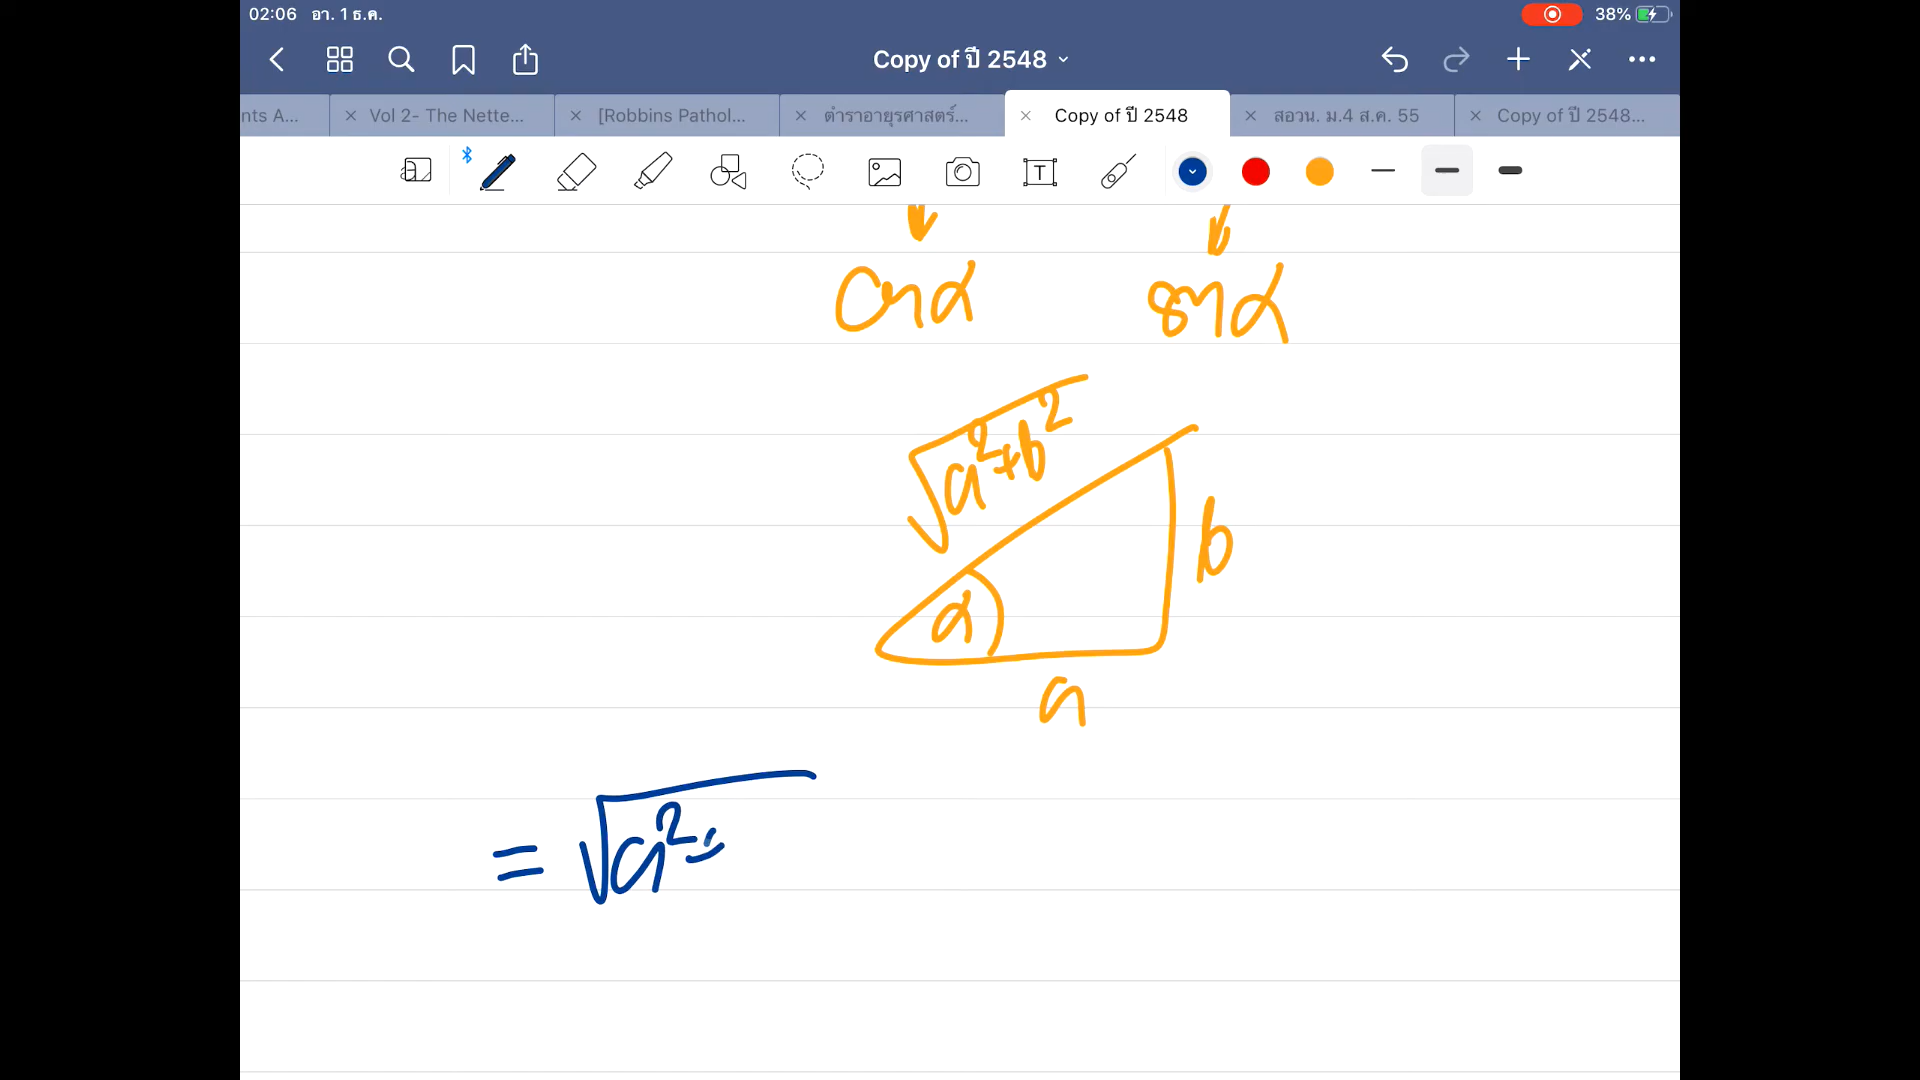 02:06 อา. 1 ธ.ค. 38%
Copy of ปี 2548
nts A... Vol 2- The Nette... [Robbins Pathol... ตำราอายุรศาสตร์... Copy of ปี 2548 สอวน. ม.4 ส.ค. 55 Copy of ปี 2548...
a T
cos α sin α
√a²+b²
b
α
a
= √a²